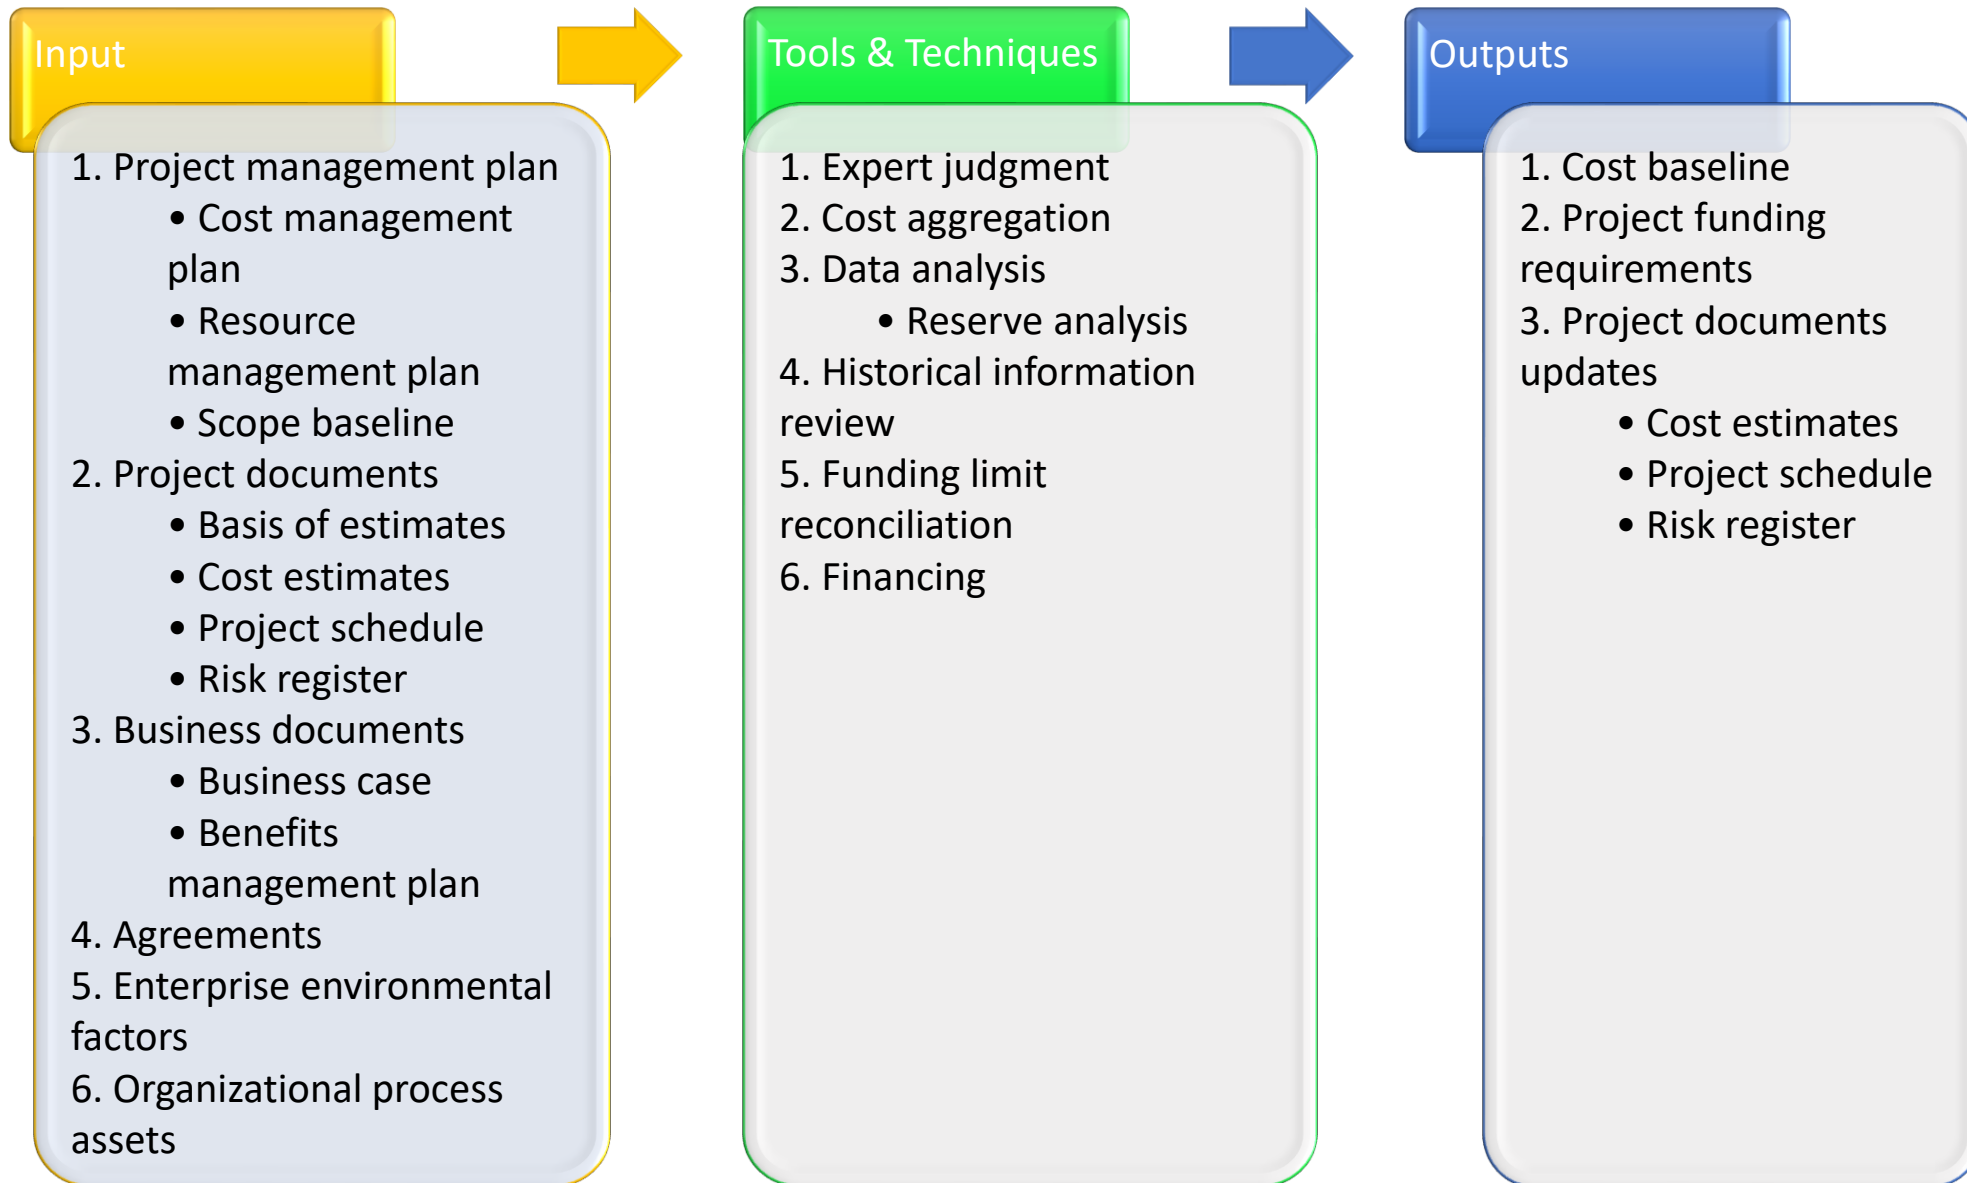 Input
1. Project management plan
• Cost management
plan
• Resource
management plan
• Scope baseline
2. Project documents
• Basis of estimates
• Cost estimates
• Project schedule
• Risk register
3. Business documents
• Business case
• Benefits
management plan
4. Agreements
5. Enterprise environmental
factors
6. Organizational process
assets
Tools & Techniques
1. Expert judgment
2. Cost aggregation
3. Data analysis
• Reserve analysis
4. Historical information
review
5. Funding limit
reconciliation
6. Financing
Outputs
1. Cost baseline
2. Project funding
requirements
3. Project documents
updates
• Cost estimates
• Project schedule
• Risk register